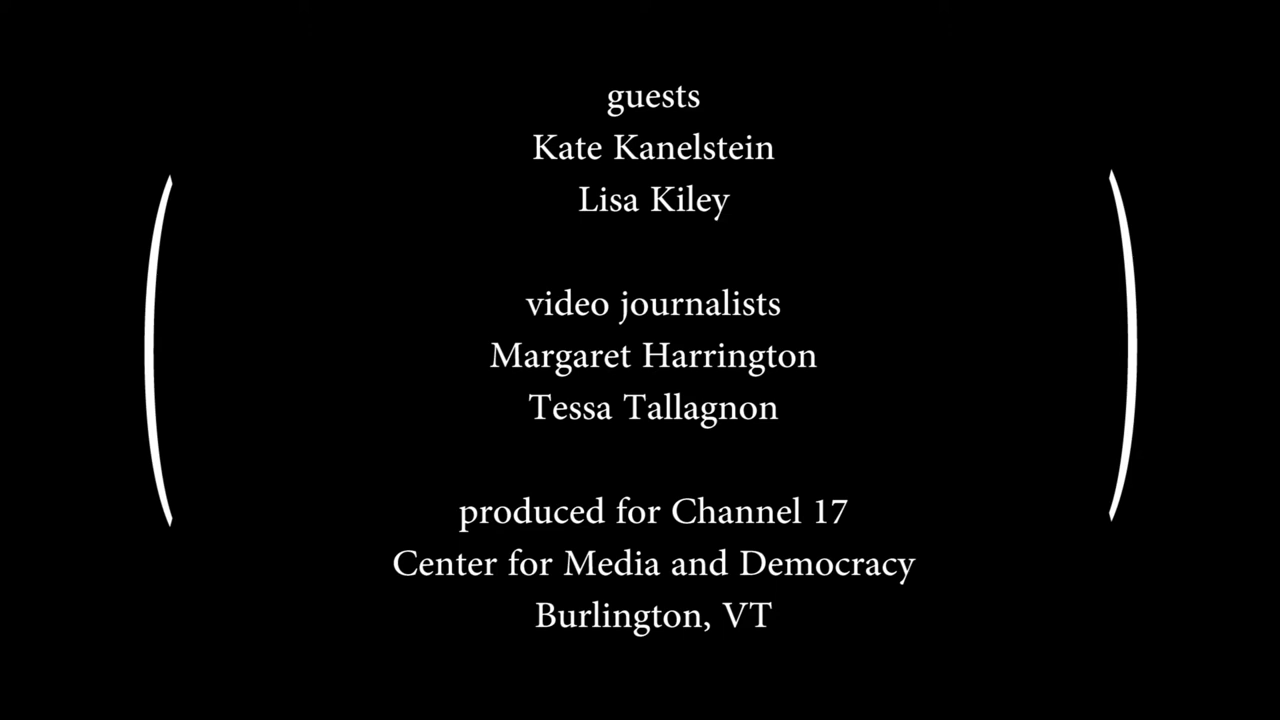 guests
Kate Kanelstein
Lisa Kiley
video journalists
Margaret Harrington
Tessa Tallagnon
produced for Channel 17
Center for Media and Democracy
Burlington, VT